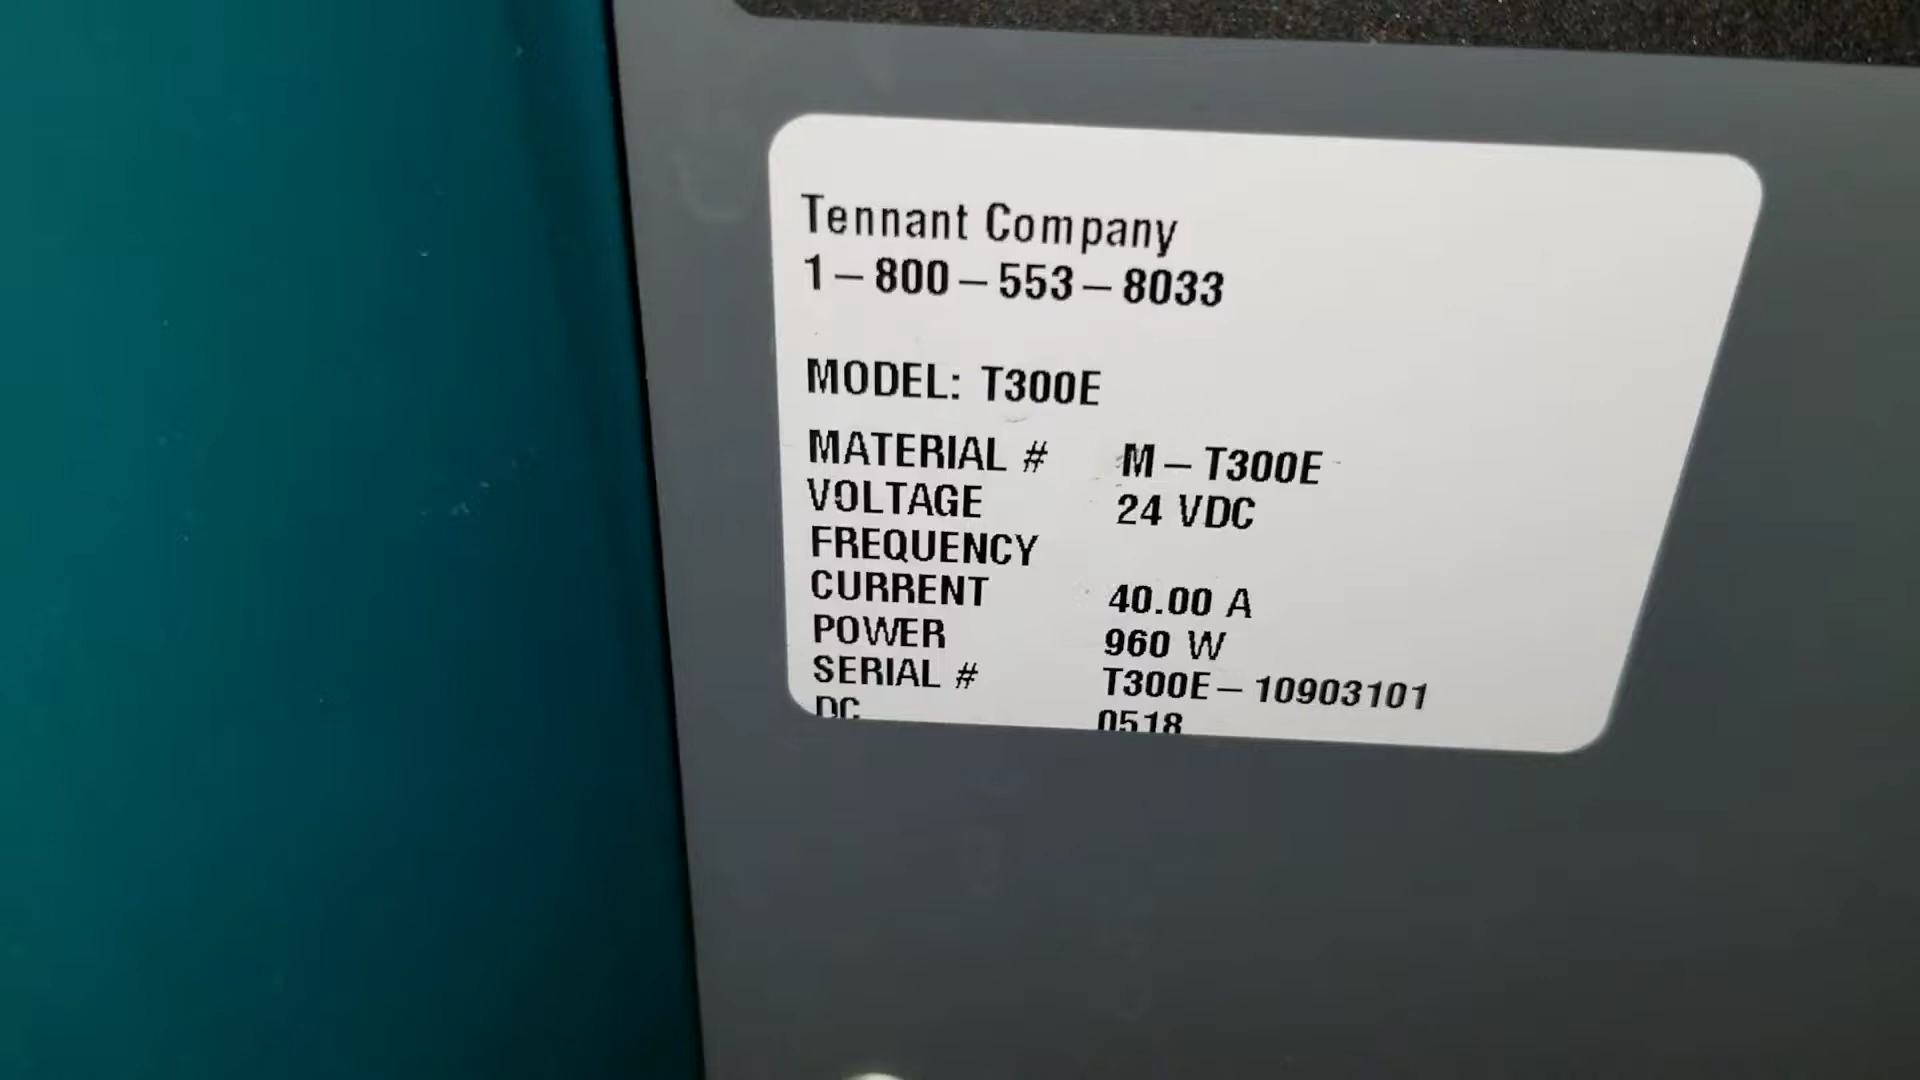 Tennant Company
1-800-553-8033
MODEL: T300E
MATERIAL # M-T300E
VOLTAGE 24 VDC
FREQUENCY
CURRENT 40.00 A
POWER 960 W
SERIAL # T300E-10903101
DC 0518